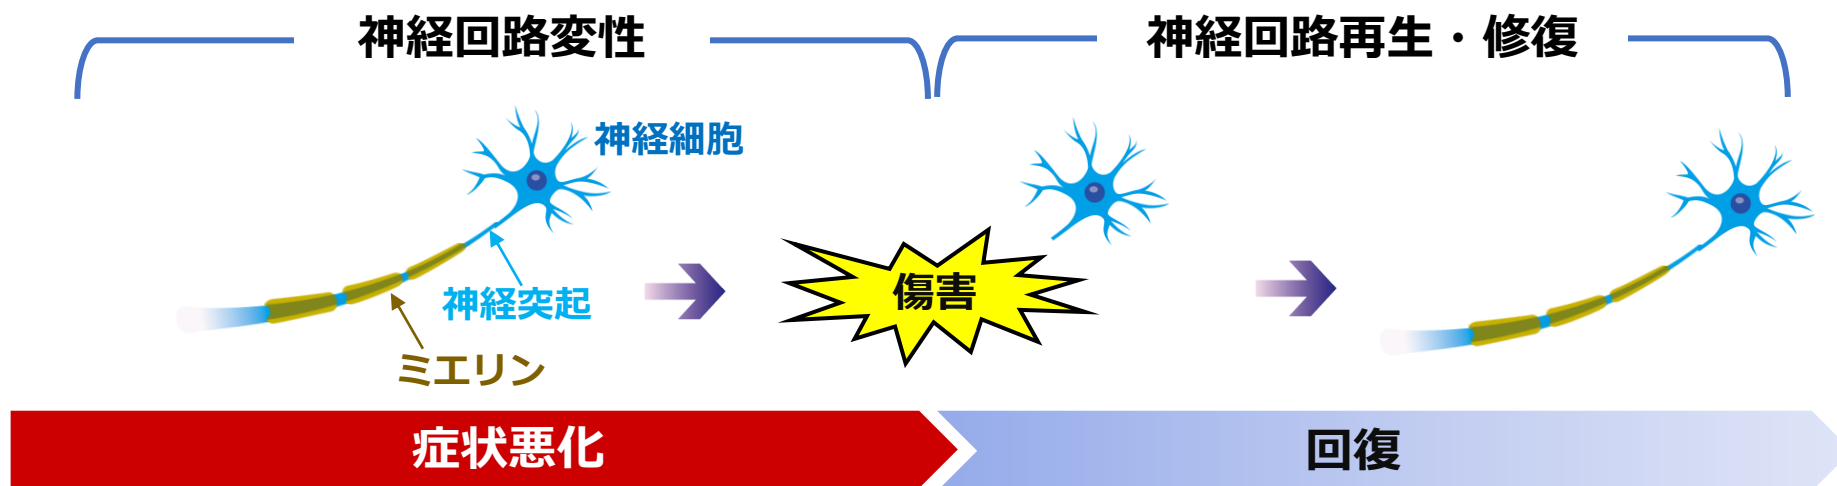 神経回路変性
神経回路再生・修復
神経細胞
神経突起
ミエリン
傷害
症状悪化
回復